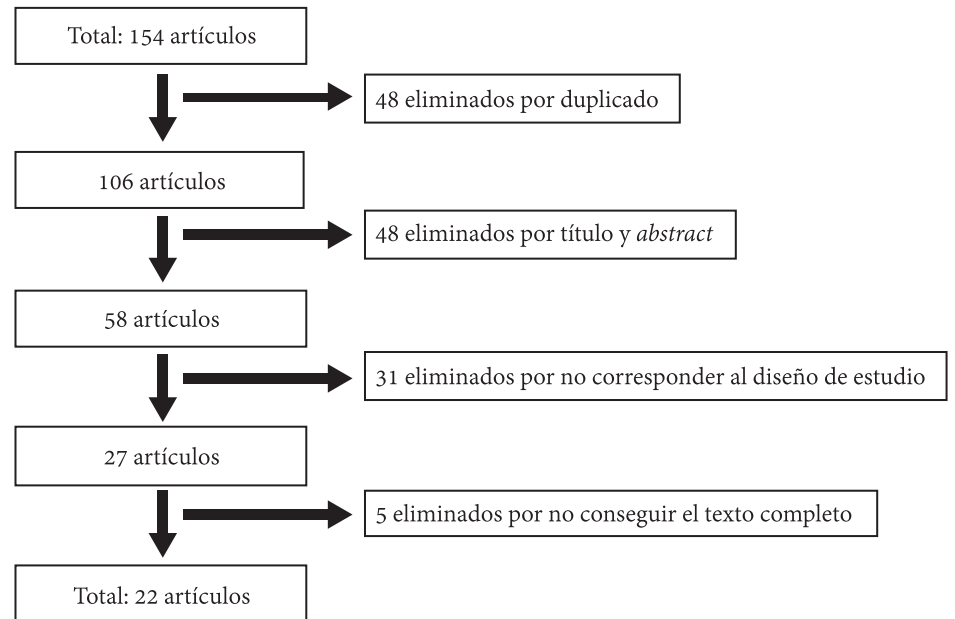 Total: 154 artículos
48 eliminados por duplicado
106 artículos
48 eliminados por título y abstract
58 artículos
31 eliminados por no corresponder al diseño de estudio
27 artículos
5 eliminados por no conseguir el texto completo
Total: 22 artículos